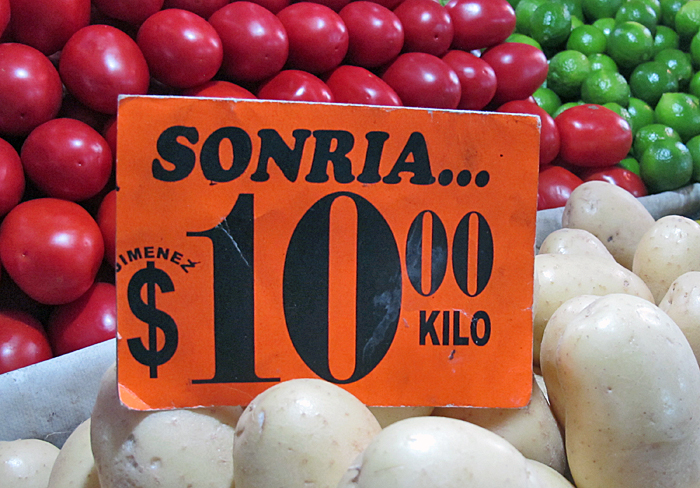 SONRIA...
JIMENEZ
$10.00
KILO